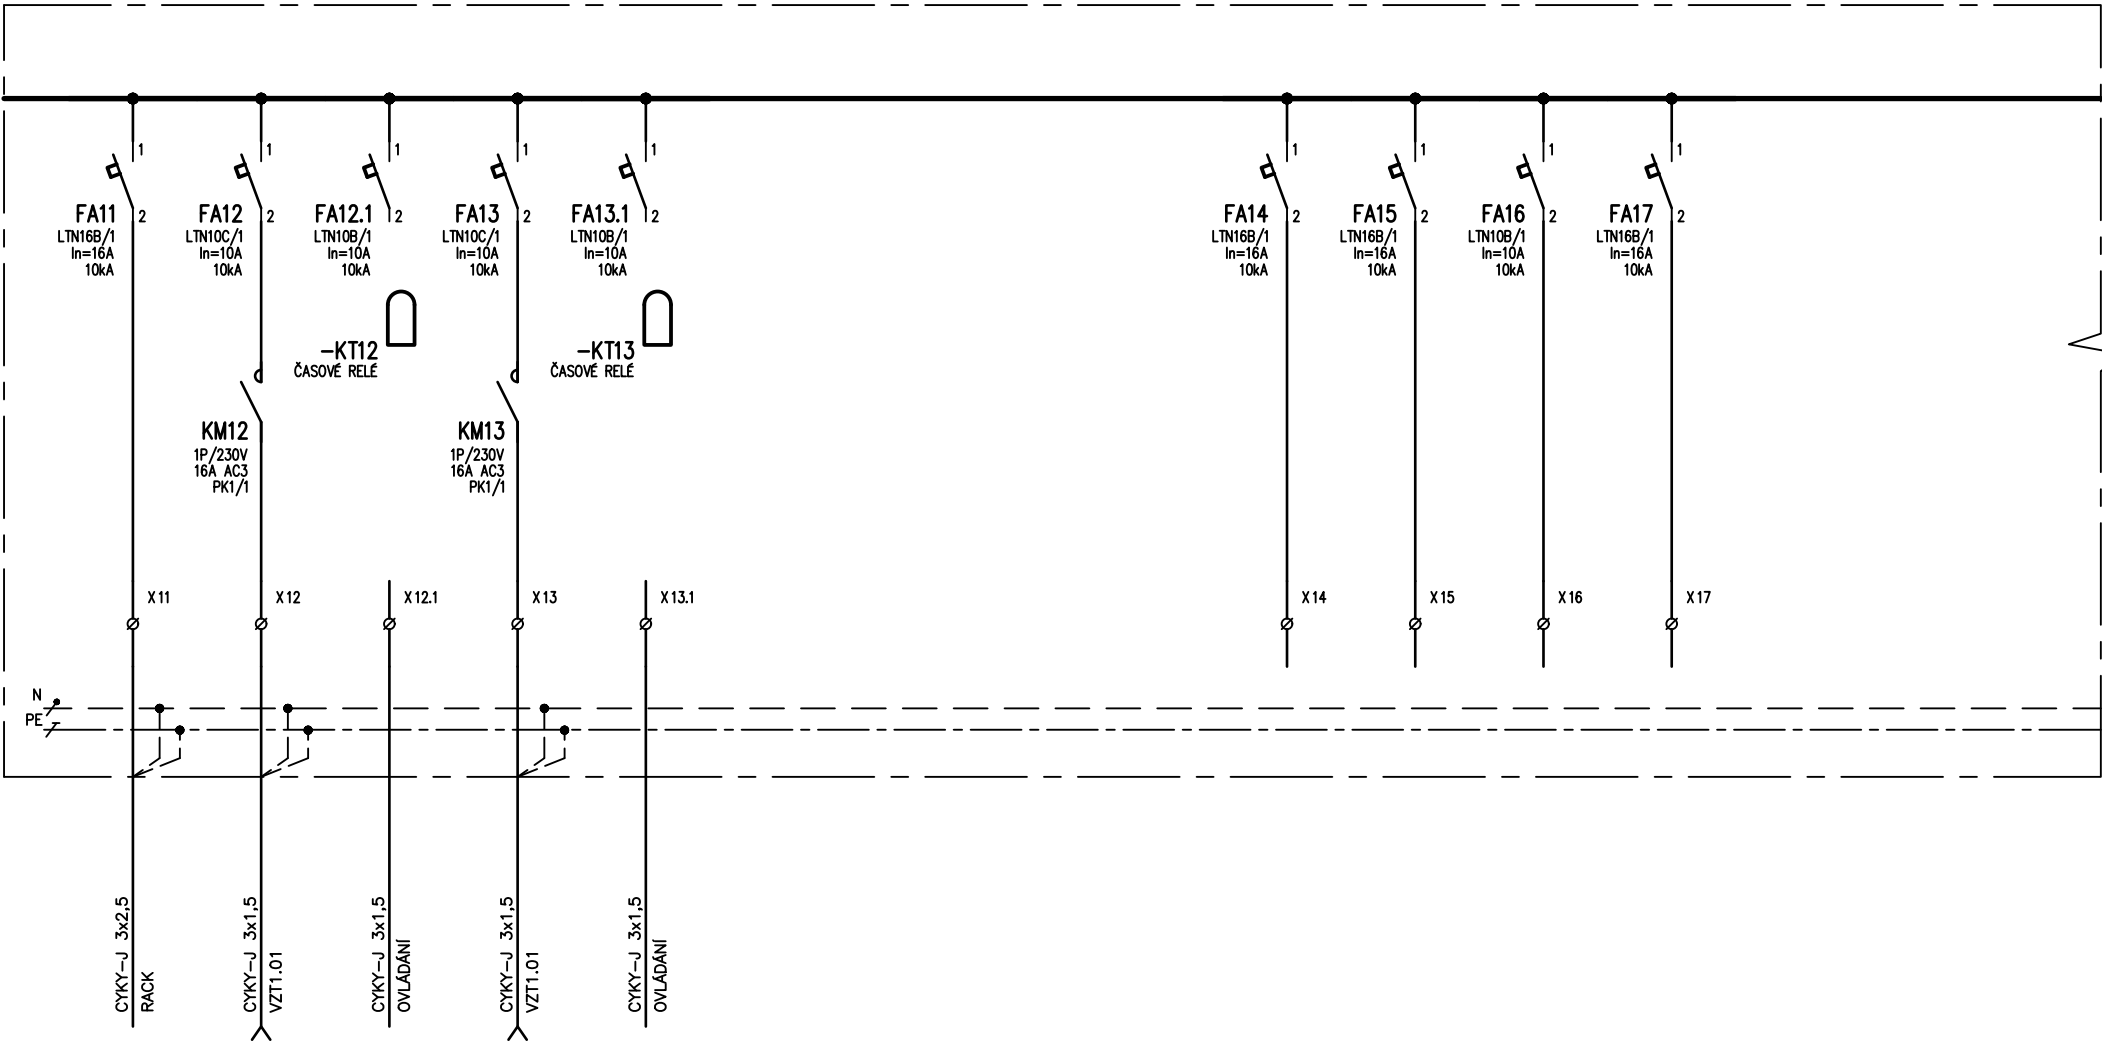 1
2
FA11
LTN16B/1
In=16A
10kA
1
2
FA12
LTN10C/1
In=10A
10kA
1
2
FA12.1
LTN10B/1
In=10A
10kA
1
2
FA13
LTN10C/1
In=10A
10kA
1
2
FA13.1
LTN10B/1
In=10A
10kA
1
2
FA14
LTN16B/1
In=16A
10kA
1
2
FA15
LTN16B/1
In=16A
10kA
1
2
FA16
LTN10B/1
In=10A
10kA
1
2
FA17
LTN16B/1
In=16A
10kA
-KT12
ČASOVÉ RELÉ
-KT13
ČASOVÉ RELÉ
KM12
1P/230V
16A AC3
PK1/1
KM13
1P/230V
16A AC3
PK1/1
X11
X12
X12.1
X13
X13.1
X14
X15
X16
X17
N
PE
CYKY-J 3x2,5
RACK
CYKY-J 3x1,5
VZT1.01
CYKY-J 3x1,5
OVLÁDÁNÍ
CYKY-J 3x1,5
VZT1.01
CYKY-J 3x1,5
OVLÁDÁNÍ